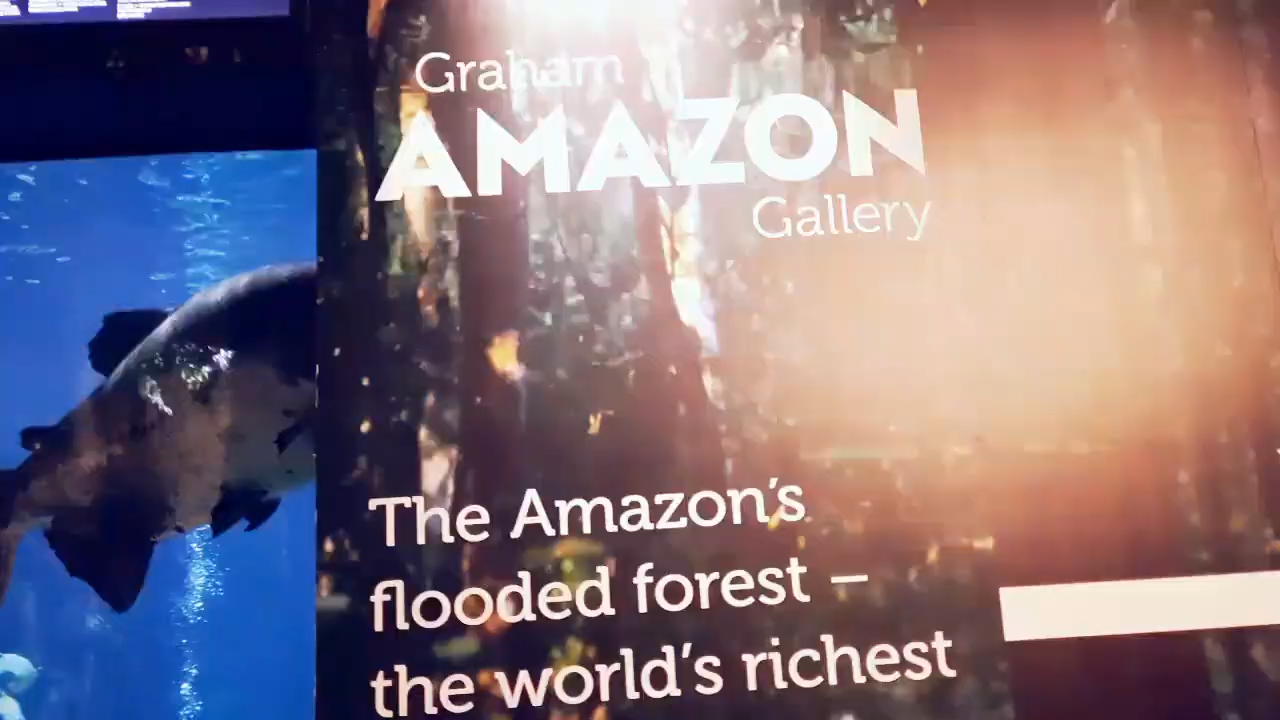 Graham
AMAZON
Gallery
The Amazon's
flooded forest –
the world's richest